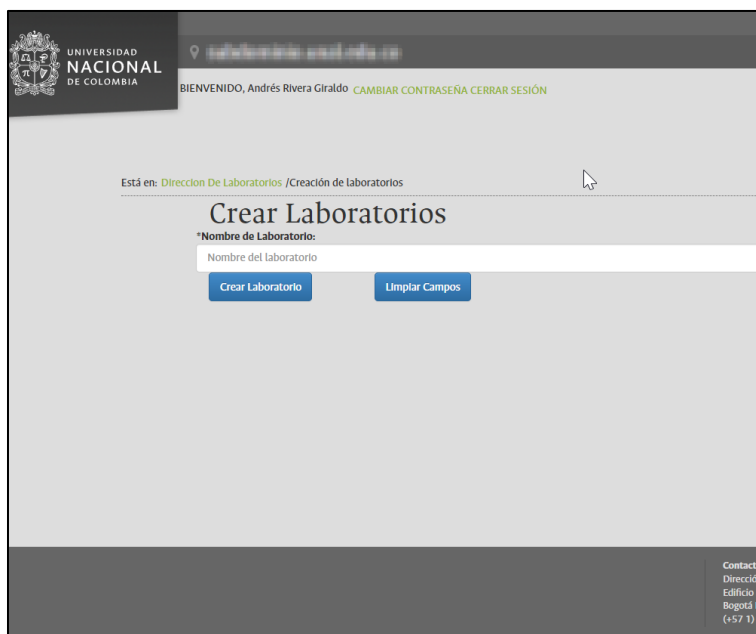 UNIVERSIDAD
NACIONAL
DE COLOMBIA
BIENVENIDO, Andrés Rivera Giraldo CAMBIAR CONTRASEÑA CERRAR SESIÓN
Está en: Direccion De Laboratorios /Creación de laboratorios
Crear Laboratorios
*Nombre de Laboratorio:
Nombre del laboratorio
Crear Laboratorio Limpiar Campos
Contact
Direcció
Edificio
Bogotá
(+57 1)